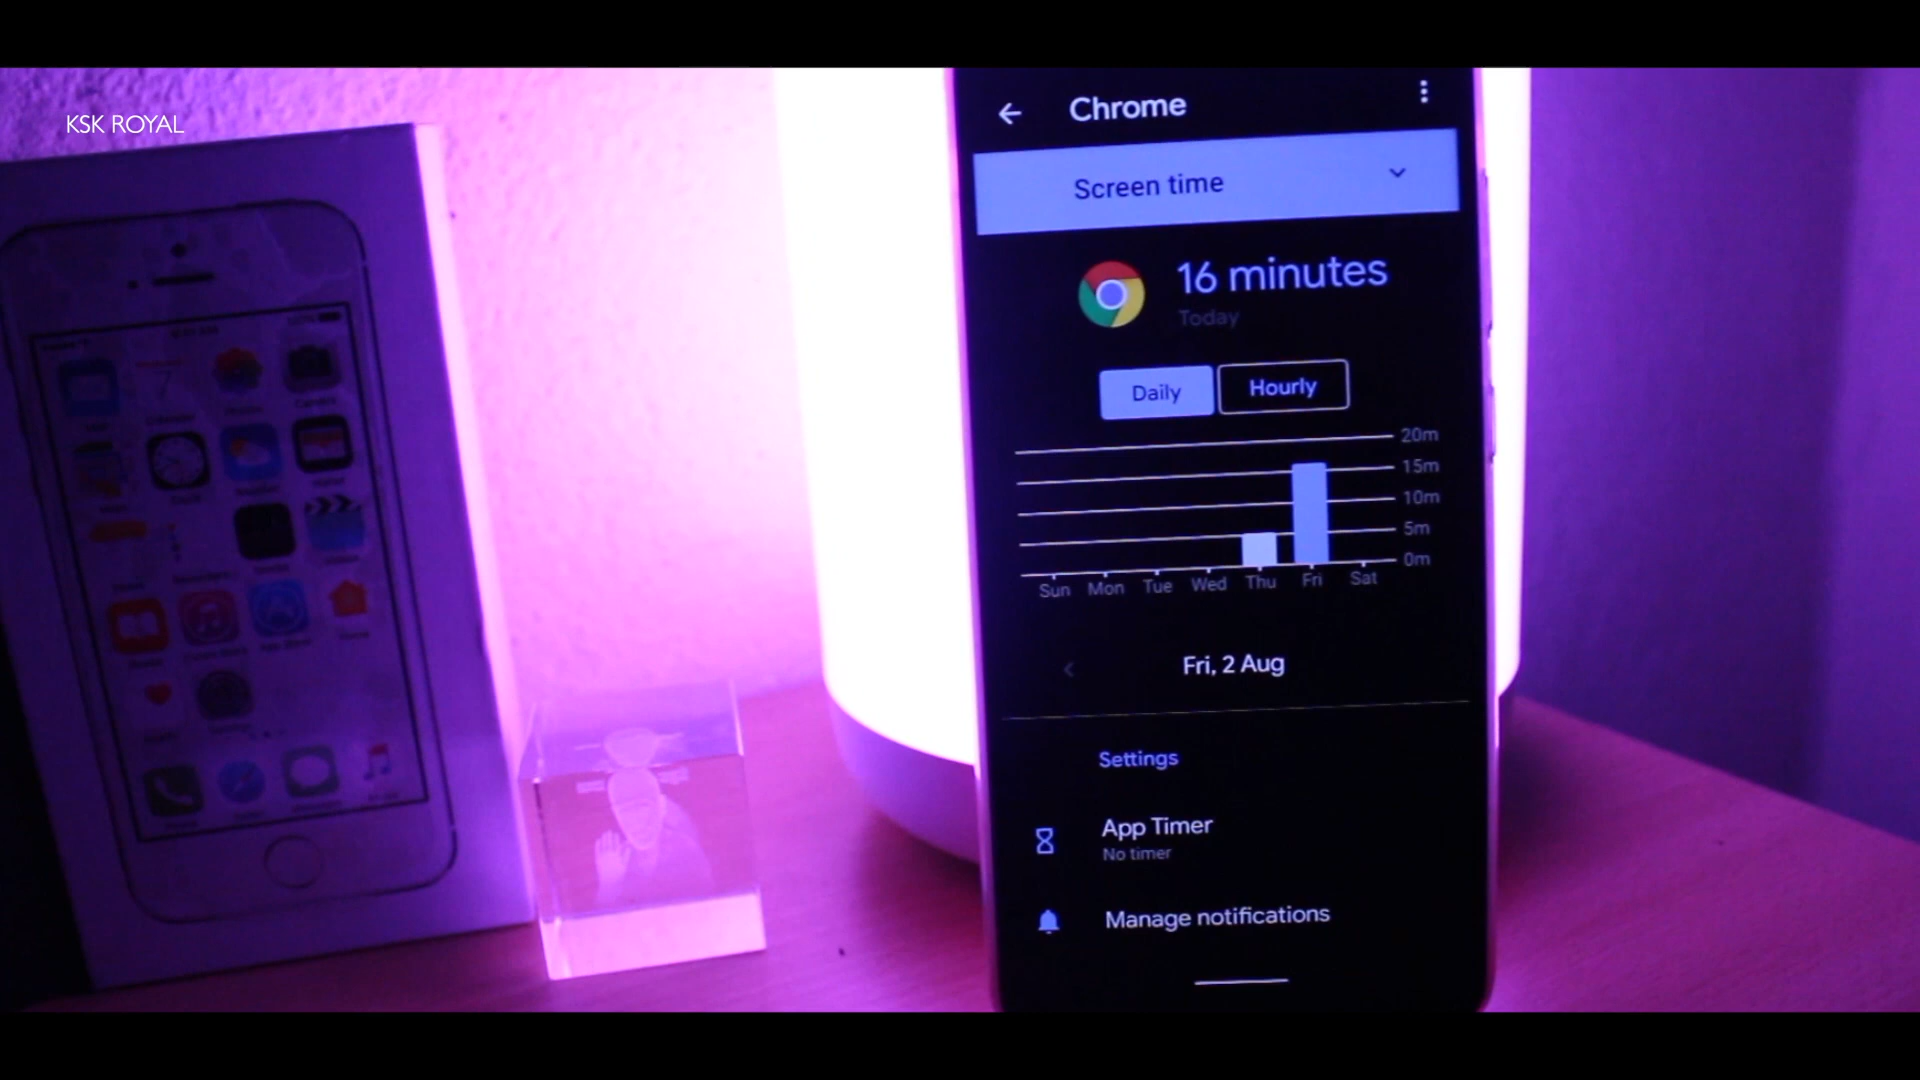 KSK ROYAL
Chrome
Screen time
16 minutes
Today
Daily
Hourly
20m
15m
10m
5m
0m
Sun Mon Tue Wed Thu Fri Sat
Fri, 2 Aug
Settings
App Timer
No timer
Manage notifications